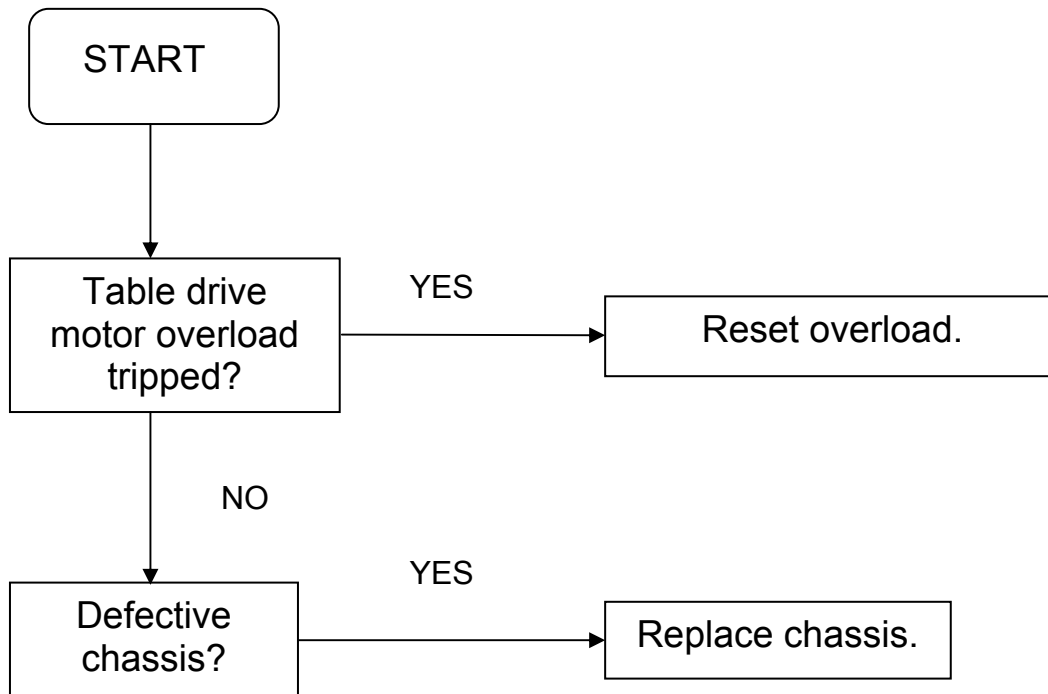 START
Table drive
motor overload
tripped?
YES
Reset overload.
NO
Defective
chassis?
YES
Replace chassis.